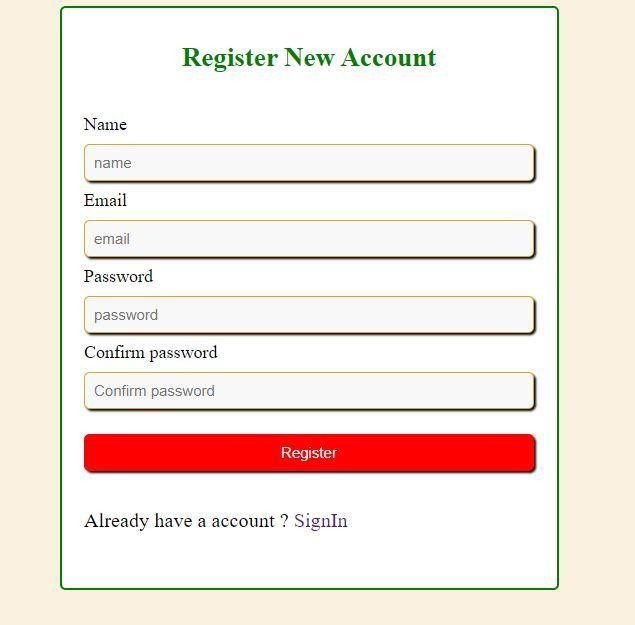 Register New Account
Name
name
Email
email
Password
password
Confirm password
Confirm password
Register
Already have a account ? SignIn